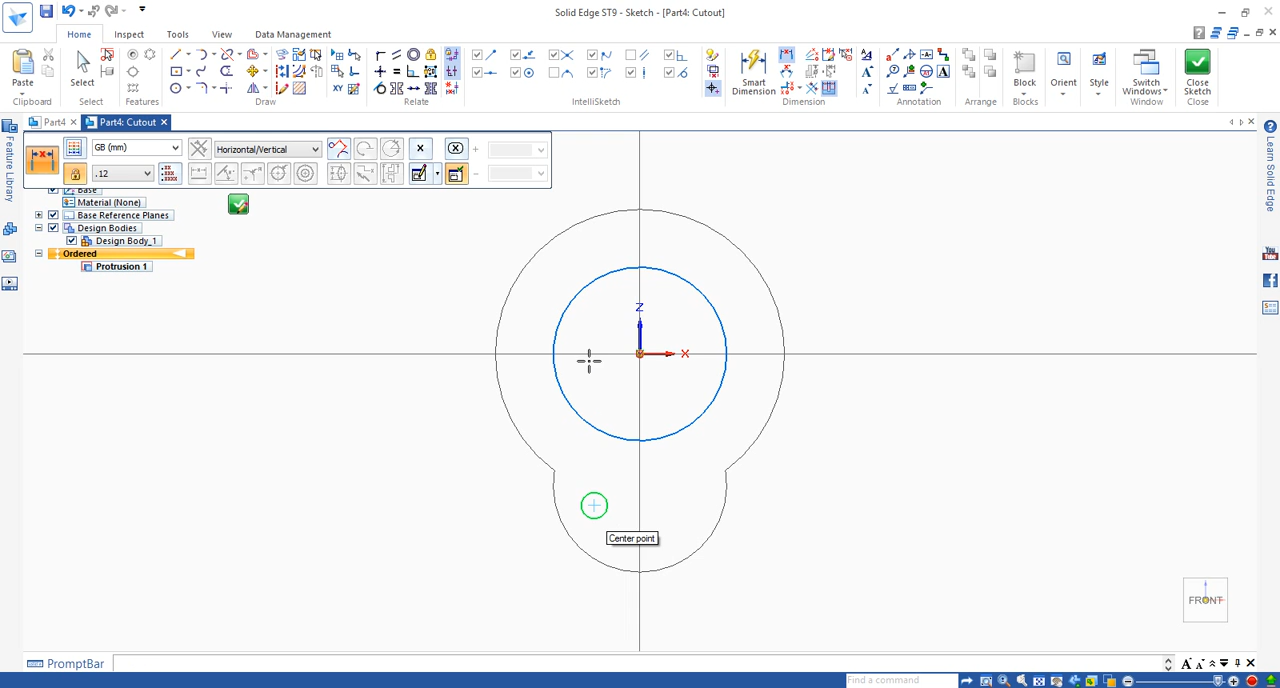 Solid Edge ST9 - Sketch - [Part4: Cutout]
Home
Inspect
Tools
View
Data Management
Paste
Select
Smart Dimension
Block
Orient
Style
Switch Windows
Close Sketch
Clipboard
Select
Features
Draw
Relate
IntelliSketch
Dimension
Annotation
Arrange
Blocks
Window
Close
Part4
Part4: Cutout
GB (mm)
Horizontal/Vertical
.12
Feature Library
Learn Solid Edge
Base
Material (None)
Base Reference Planes
Design Bodies
Design Body_1
Ordered
Protrusion 1
Z
X
Center point
FRONT
PromptBar
Find a command